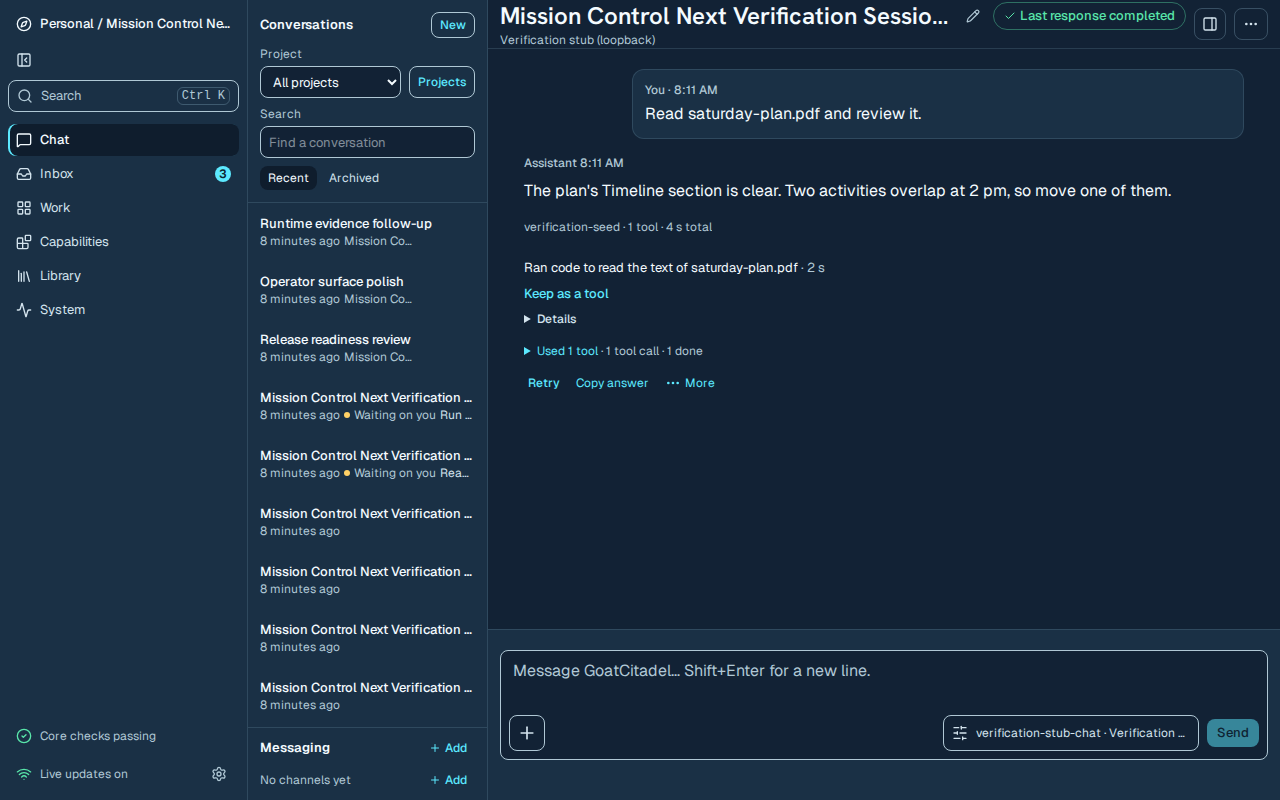 Personal / Mission Control Ne...
Search
Ctrl K
Chat
Inbox
3
Work
Capabilities
Library
System
Core checks passing
Live updates on
Conversations
New
Project
All projects
Projects
Search
Find a conversation
Recent
Archived
Runtime evidence follow-up
8 minutes ago Mission Co...
Operator surface polish
8 minutes ago Mission Co...
Release readiness review
8 minutes ago Mission Co...
Mission Control Next Verification ...
8 minutes ago Waiting on you Run ...
Mission Control Next Verification ...
8 minutes ago Waiting on you Rea...
Mission Control Next Verification ...
8 minutes ago
Mission Control Next Verification ...
8 minutes ago
Mission Control Next Verification ...
8 minutes ago
Mission Control Next Verification ...
8 minutes ago
Messaging
+ Add
No channels yet
+ Add
Mission Control Next Verification Sessio...
Last response completed
Verification stub (loopback)
You · 8:11 AM
Read saturday-plan.pdf and review it.
Assistant 8:11 AM
The plan's Timeline section is clear. Two activities overlap at 2 pm, so move one of them.
verification-seed · 1 tool · 4 s total
Ran code to read the text of saturday-plan.pdf · 2 s
Keep as a tool
Details
Used 1 tool · 1 tool call · 1 done
Retry
Copy answer
More
Message GoatCitadel... Shift+Enter for a new line.
verification-stub-chat · Verification ...
Send